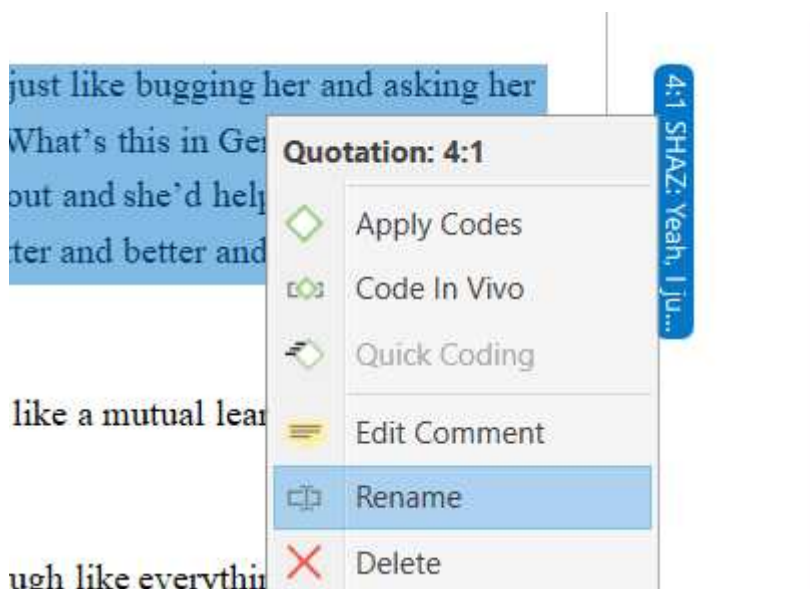 just like bugging her and asking her
What's this in Ge
Quotation: 4:1
out and she'd help
Apply Codes
tter and better and
Code In Vivo
Quick Coding
like a mutual lear
Edit Comment
Rename
Delete
ugh like everythin
4:1 SHAZ: Yeah, I ju...